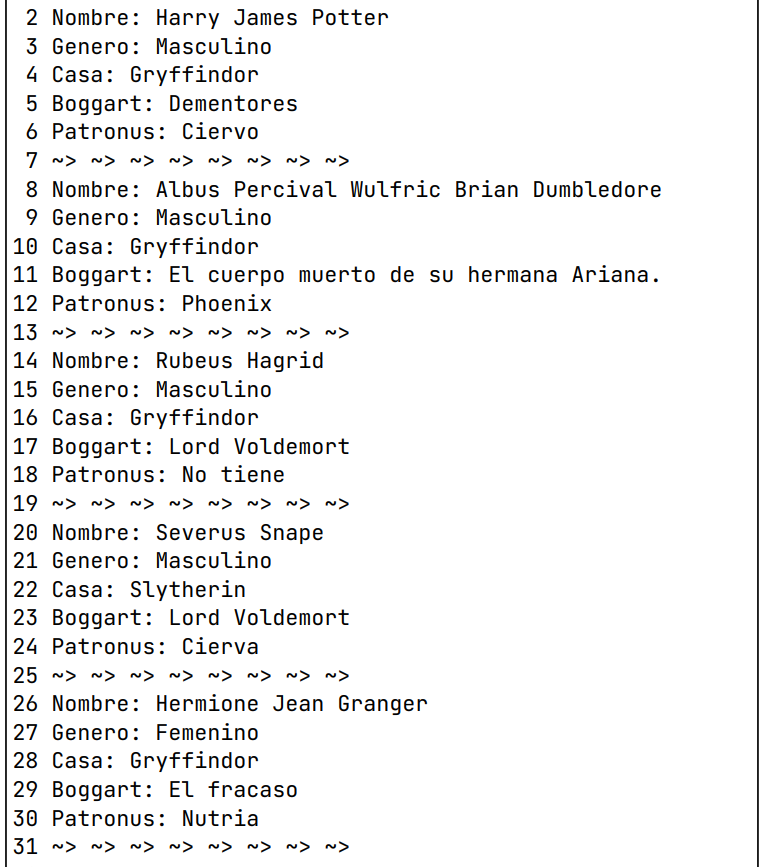 2 Nombre: Harry James Potter
3 Genero: Masculino
4 Casa: Gryffindor
5 Boggart: Dementores
6 Patronus: Ciervo
7 ~> ~> ~> ~> ~> ~> ~> ~>
8 Nombre: Albus Percival Wulfric Brian Dumbledore
9 Genero: Masculino
10 Casa: Gryffindor
11 Boggart: El cuerpo muerto de su hermana Ariana.
12 Patronus: Phoenix
13 ~> ~> ~> ~> ~> ~> ~> ~>
14 Nombre: Rubeus Hagrid
15 Genero: Masculino
16 Casa: Gryffindor
17 Boggart: Lord Voldemort
18 Patronus: No tiene
19 ~> ~> ~> ~> ~> ~> ~> ~>
20 Nombre: Severus Snape
21 Genero: Masculino
22 Casa: Slytherin
23 Boggart: Lord Voldemort
24 Patronus: Cierva
25 ~> ~> ~> ~> ~> ~> ~> ~>
26 Nombre: Hermione Jean Granger
27 Genero: Femenino
28 Casa: Gryffindor
29 Boggart: El fracaso
30 Patronus: Nutria
31 ~> ~> ~> ~> ~> ~> ~> ~>